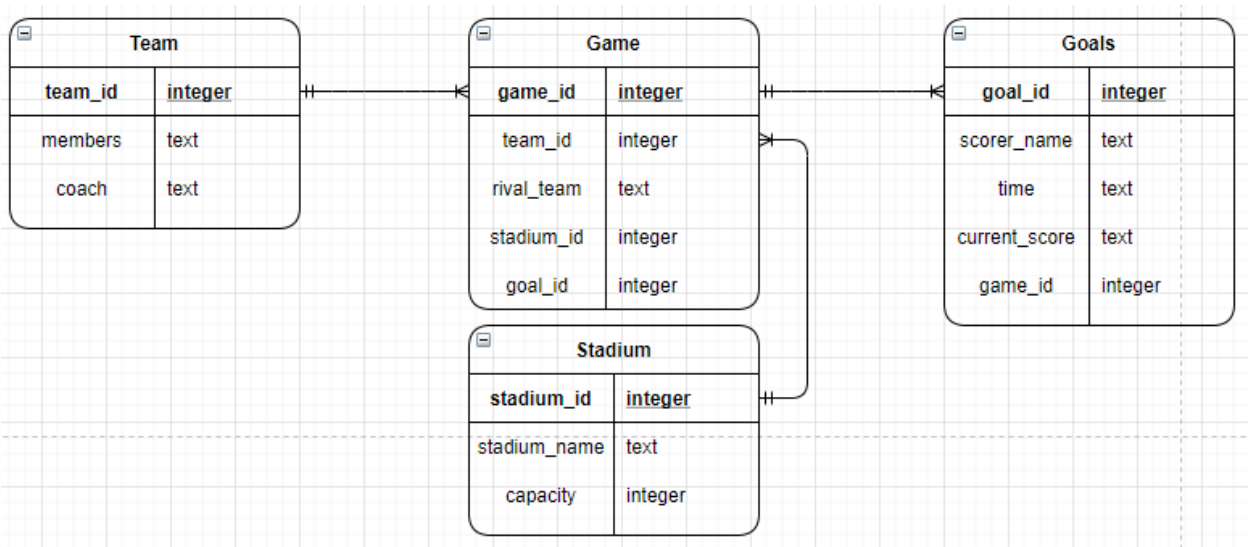 Team
team_id integer
members text
coach text
Game
game_id integer
team_id integer
rival_team text
stadium_id integer
goal_id integer
Goals
goal_id integer
scorer_name text
time text
current_score text
game_id integer
Stadium
stadium_id integer
stadium_name text
capacity integer